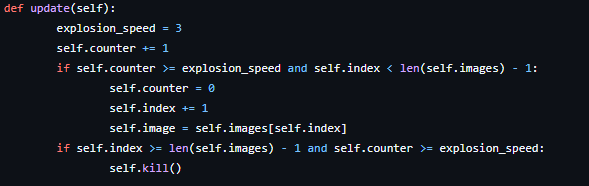 def update(self):
        explosion_speed = 3
        self.counter += 1
        if self.counter >= explosion_speed and self.index < len(self.images) - 1:
                self.counter = 0
                self.index += 1
                self.image = self.images[self.index]
        if self.index >= len(self.images) - 1 and self.counter >= explosion_speed:
                self.kill()